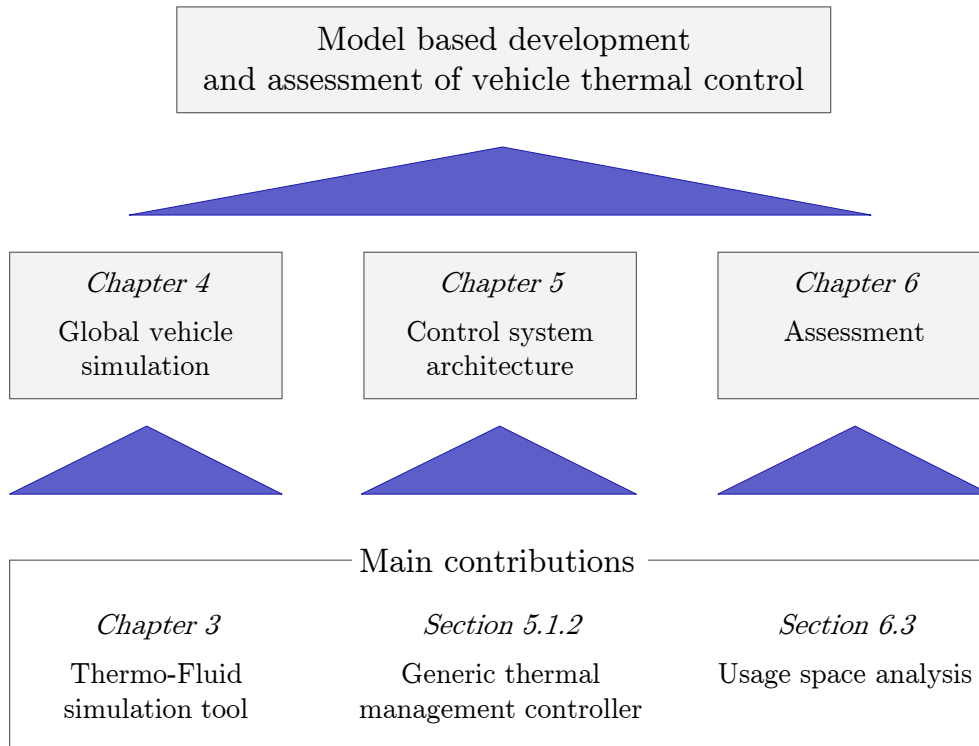 Model based development
and assessment of vehicle thermal control
Chapter 4
Global vehicle
simulation
Chapter 5
Control system
architecture
Chapter 6
Assessment
Main contributions
Chapter 3
Thermo-Fluid
simulation tool
Section 5.1.2
Generic thermal
management controller
Section 6.3
Usage space analysis